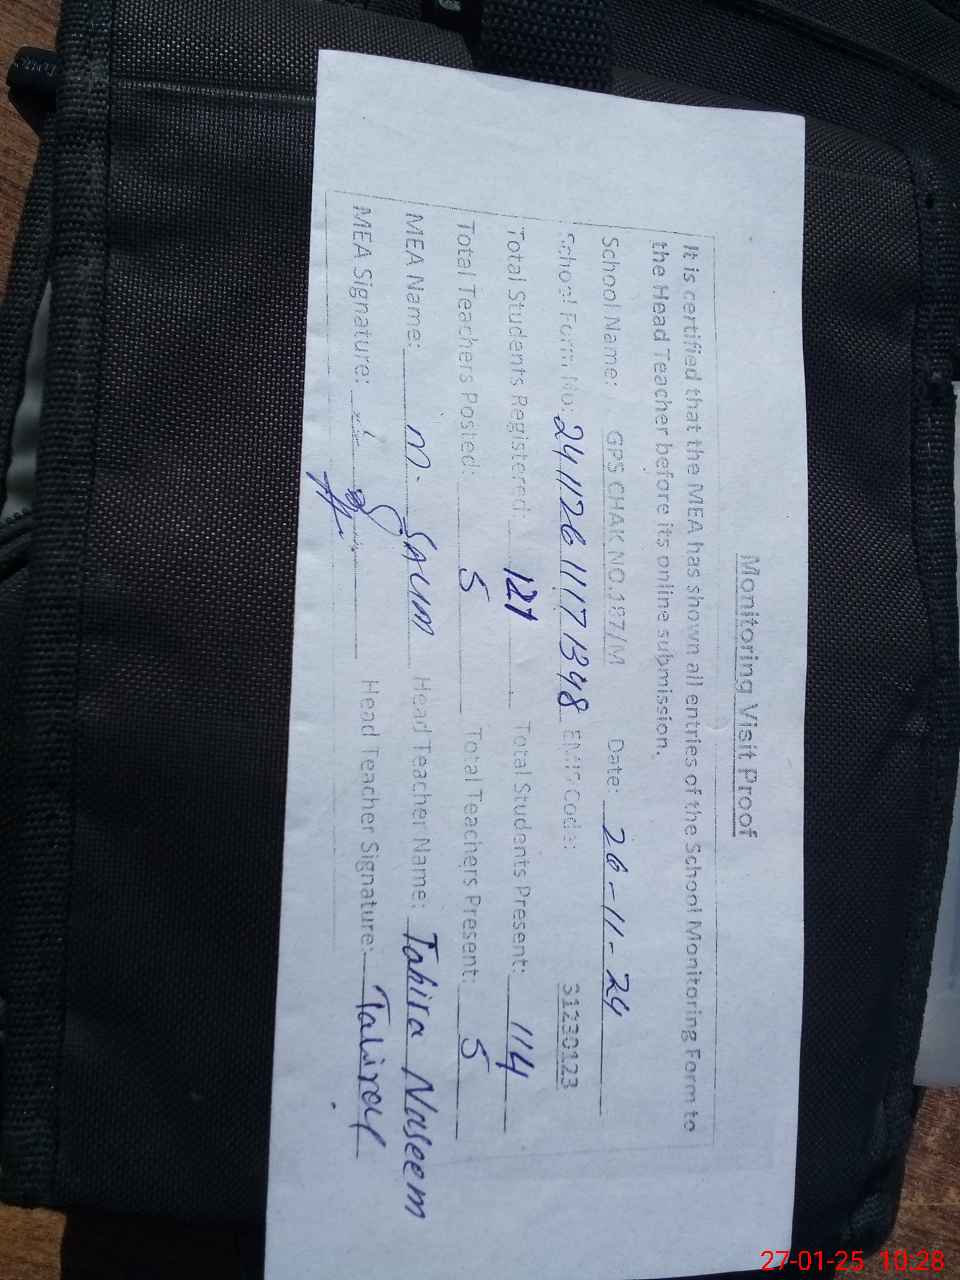 Monitoring Visit Proof
It is certified that the MEA has shown all entries of the School Monitoring Form to
the Head Teacher before its online submission.
School Name: GPS CHAK NO.197/M Date: 26-11-24
School Form No: 24112611171348 EMIS Code: 31230123
Total Students Registered: 121 Total Students Present: 114
Total Teachers Posted: 5 Total Teachers Present: 5
MEA Name: M. Head Teacher Name: Tahira Naseem
MEA Signature: Head Teacher Signature:
27-01-25 10:28